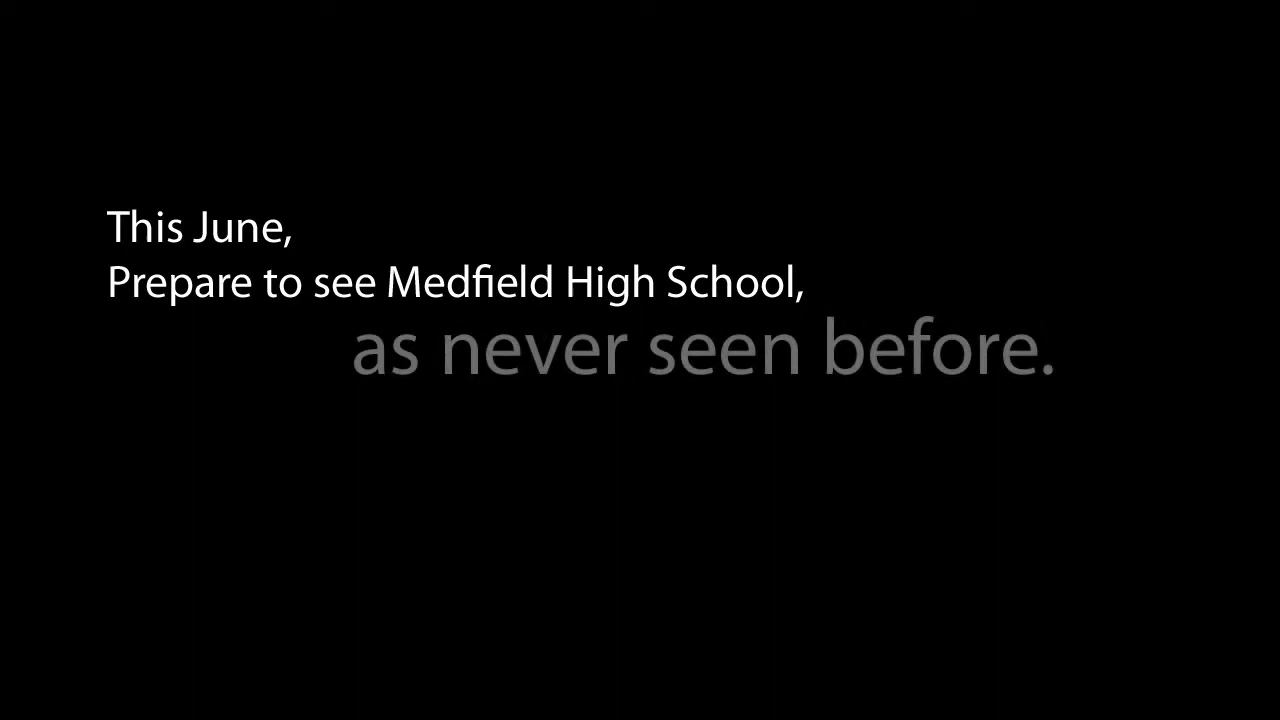 This June,
Prepare to see Medfield High School,
as never seen before.